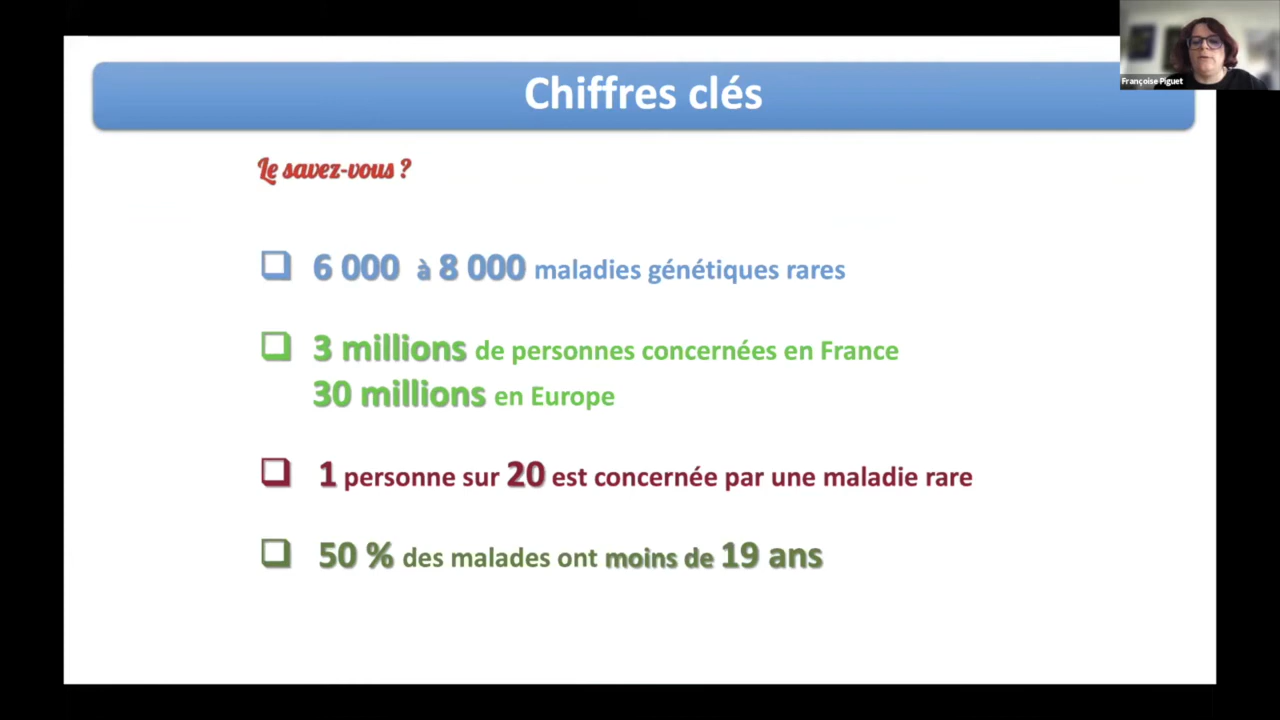 Chiffres clés
Françoise Piguet
Le savez-vous ?
6 000 à 8 000 maladies génétiques rares
3 millions de personnes concernées en France
30 millions en Europe
1 personne sur 20 est concernée par une maladie rare
50 % des malades ont moins de 19 ans